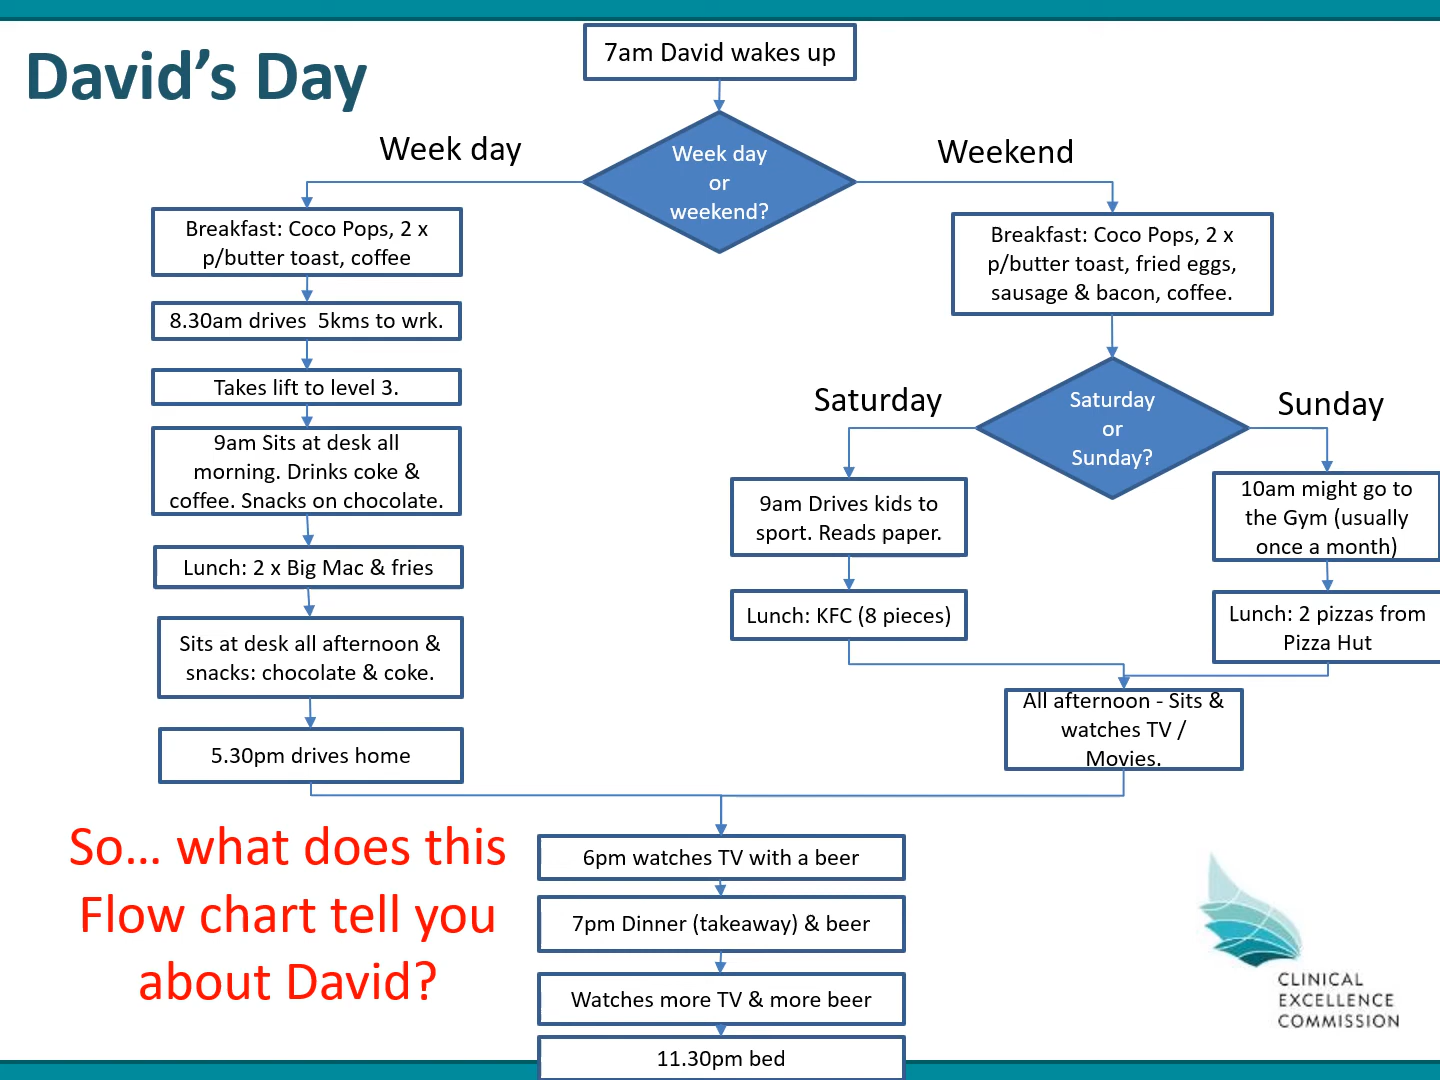 David’s Day
7am David wakes up
Week day
or
weekend?
Week day
Weekend
Breakfast: Coco Pops, 2 x
p/butter toast, coffee
8.30am drives  5kms to wrk.
Takes lift to level 3.
9am Sits at desk all
morning. Drinks coke &
coffee. Snacks on chocolate.
Lunch: 2 x Big Mac & fries
Sits at desk all afternoon &
snacks: chocolate & coke.
5.30pm drives home
Breakfast: Coco Pops, 2 x
p/butter toast, fried eggs,
sausage & bacon, coffee.
Saturday
or
Sunday?
Saturday
Sunday
9am Drives kids to
sport. Reads paper.
Lunch: KFC (8 pieces)
10am might go to
the Gym (usually
once a month)
Lunch: 2 pizzas from
Pizza Hut
All afternoon - Sits &
watches TV /
Movies.
6pm watches TV with a beer
7pm Dinner (takeaway) & beer
Watches more TV & more beer
11.30pm bed
So... what does this
Flow chart tell you
about David?
CLINICAL
EXCELLENCE
COMMISSION